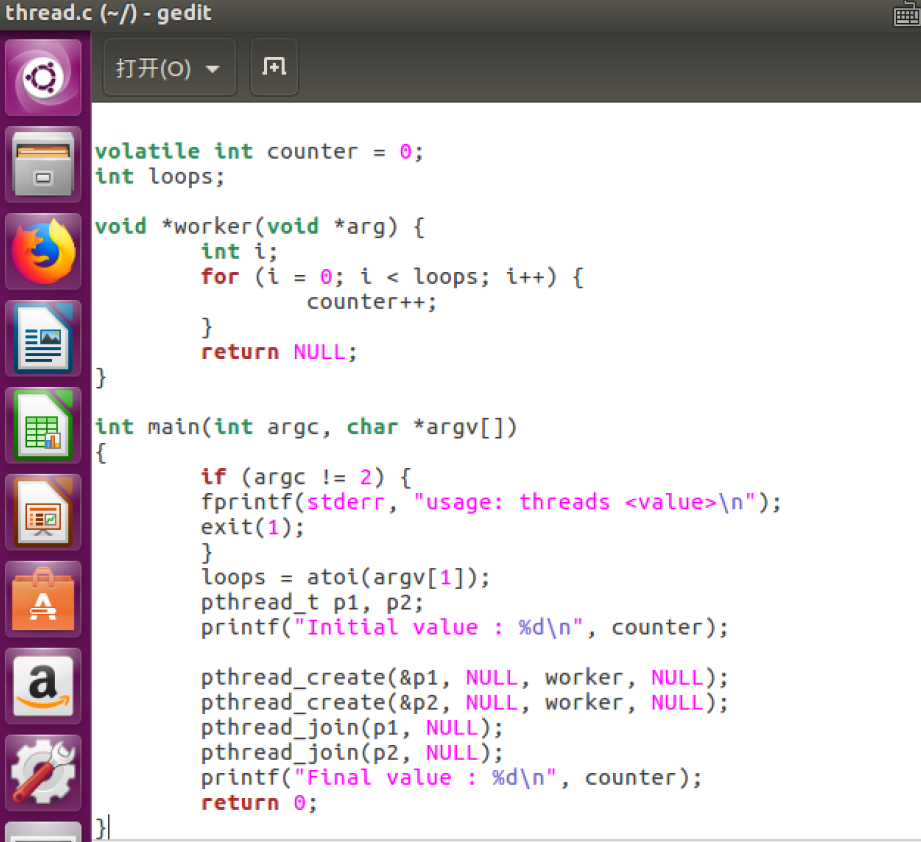 thread.c (~/) - gedit
打开(O)
volatile int counter = 0;
int loops;
void *worker(void *arg) {
int i;
for (i = 0; i < loops; i++) {
counter++;
}
return NULL;
}
int main(int argc, char *argv[])
{
if (argc != 2) {
fprintf(stderr, "usage: threads <value>\n");
exit(1);
}
loops = atoi(argv[1]);
pthread_t p1, p2;
printf("Initial value : %d\n", counter);
pthread_create(&p1, NULL, worker, NULL);
pthread_create(&p2, NULL, worker, NULL);
pthread_join(p1, NULL);
pthread_join(p2, NULL);
printf("Final value : %d\n", counter);
return 0;
}